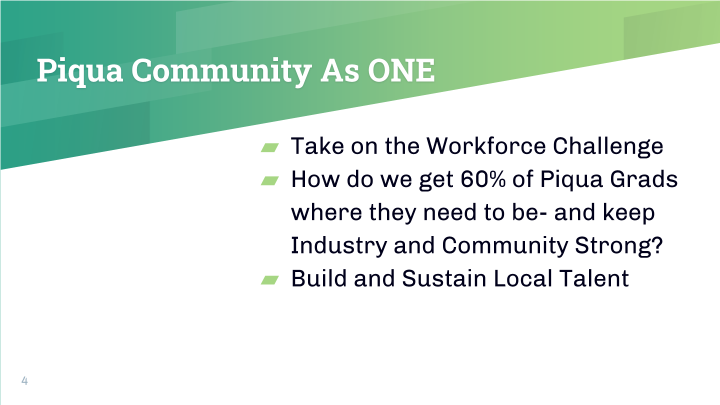 Piqua Community As ONE
Take on the Workforce Challenge
How do we get 60% of Piqua Grads
where they need to be- and keep
Industry and Community Strong?
Build and Sustain Local Talent
4